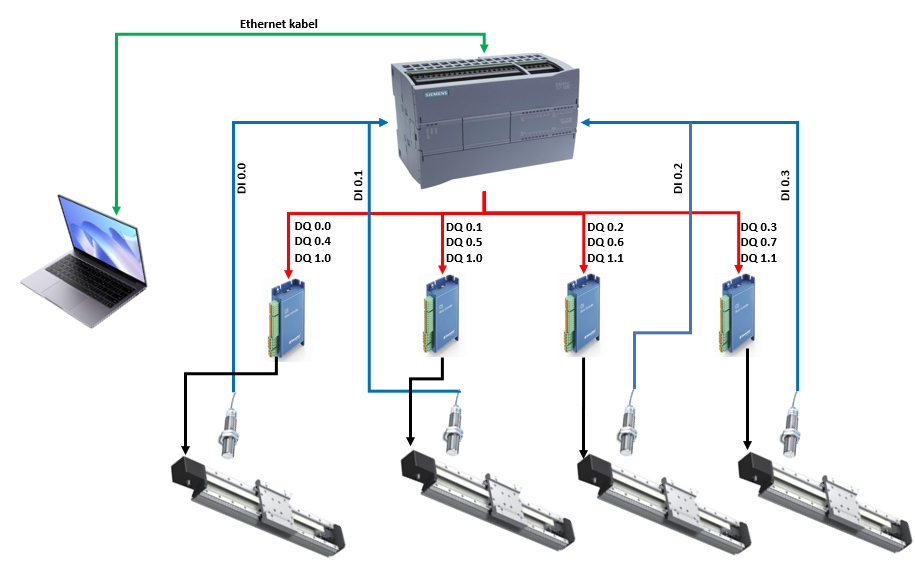 Ethernet kabel
SIEMENS
DI 0.0
DI 0.1
DI 0.2
DI 0.3
DQ 0.0
DQ 0.4
DQ 1.0
DQ 0.1
DQ 0.5
DQ 1.0
DQ 0.2
DQ 0.6
DQ 1.1
DQ 0.3
DQ 0.7
DQ 1.1